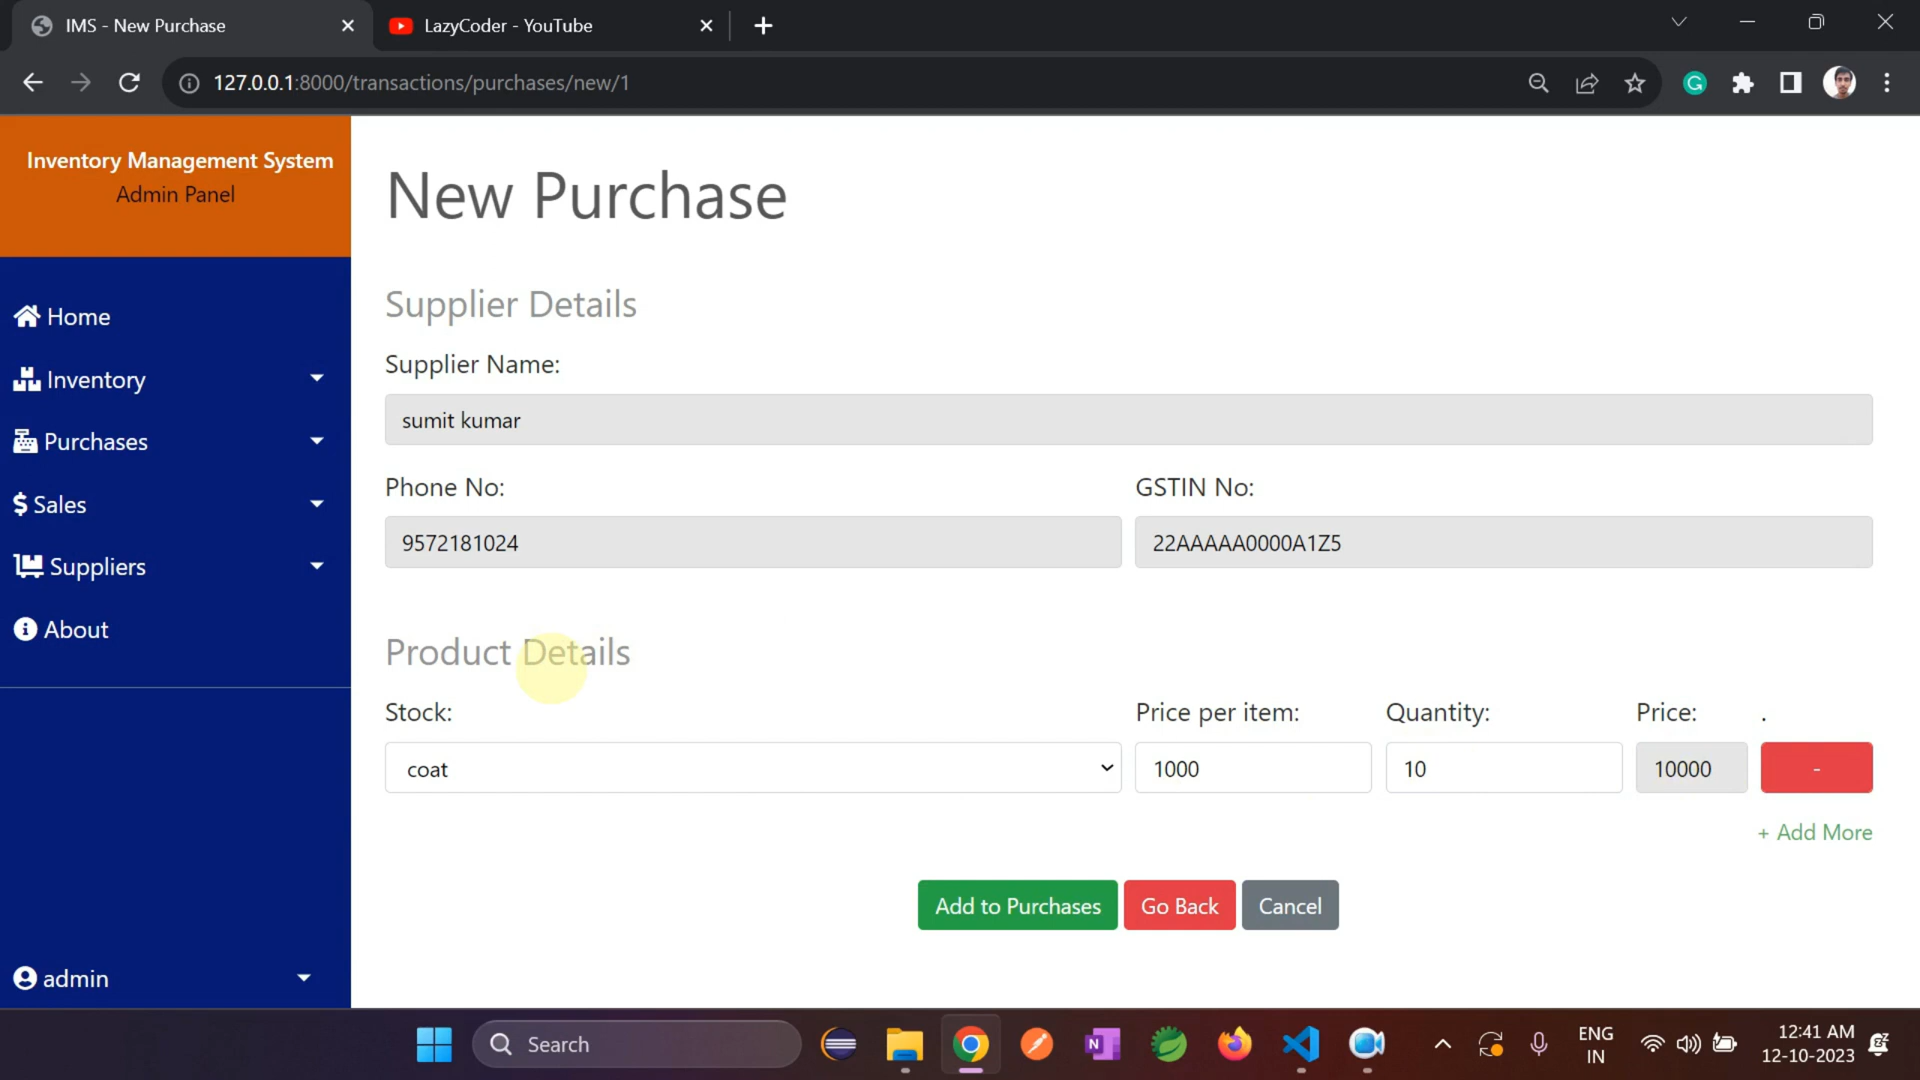 IMS - New Purchase
LazyCoder - YouTube
127.0.0.1:8000/transactions/purchases/new/1
Inventory Management System
Admin Panel
Home
Inventory
Purchases
$ Sales
Suppliers
About
admin
New Purchase
Supplier Details
Supplier Name:
sumit kumar
Phone No: GSTIN No:
9572181024 22AAAAA0000A1Z5
Product Details
Stock: Price per item: Quantity: Price: .
coat 1000 10 10000 -
+ Add More
Add to Purchases Go Back Cancel
Search
ENG
IN
12:41 AM
12-10-2023